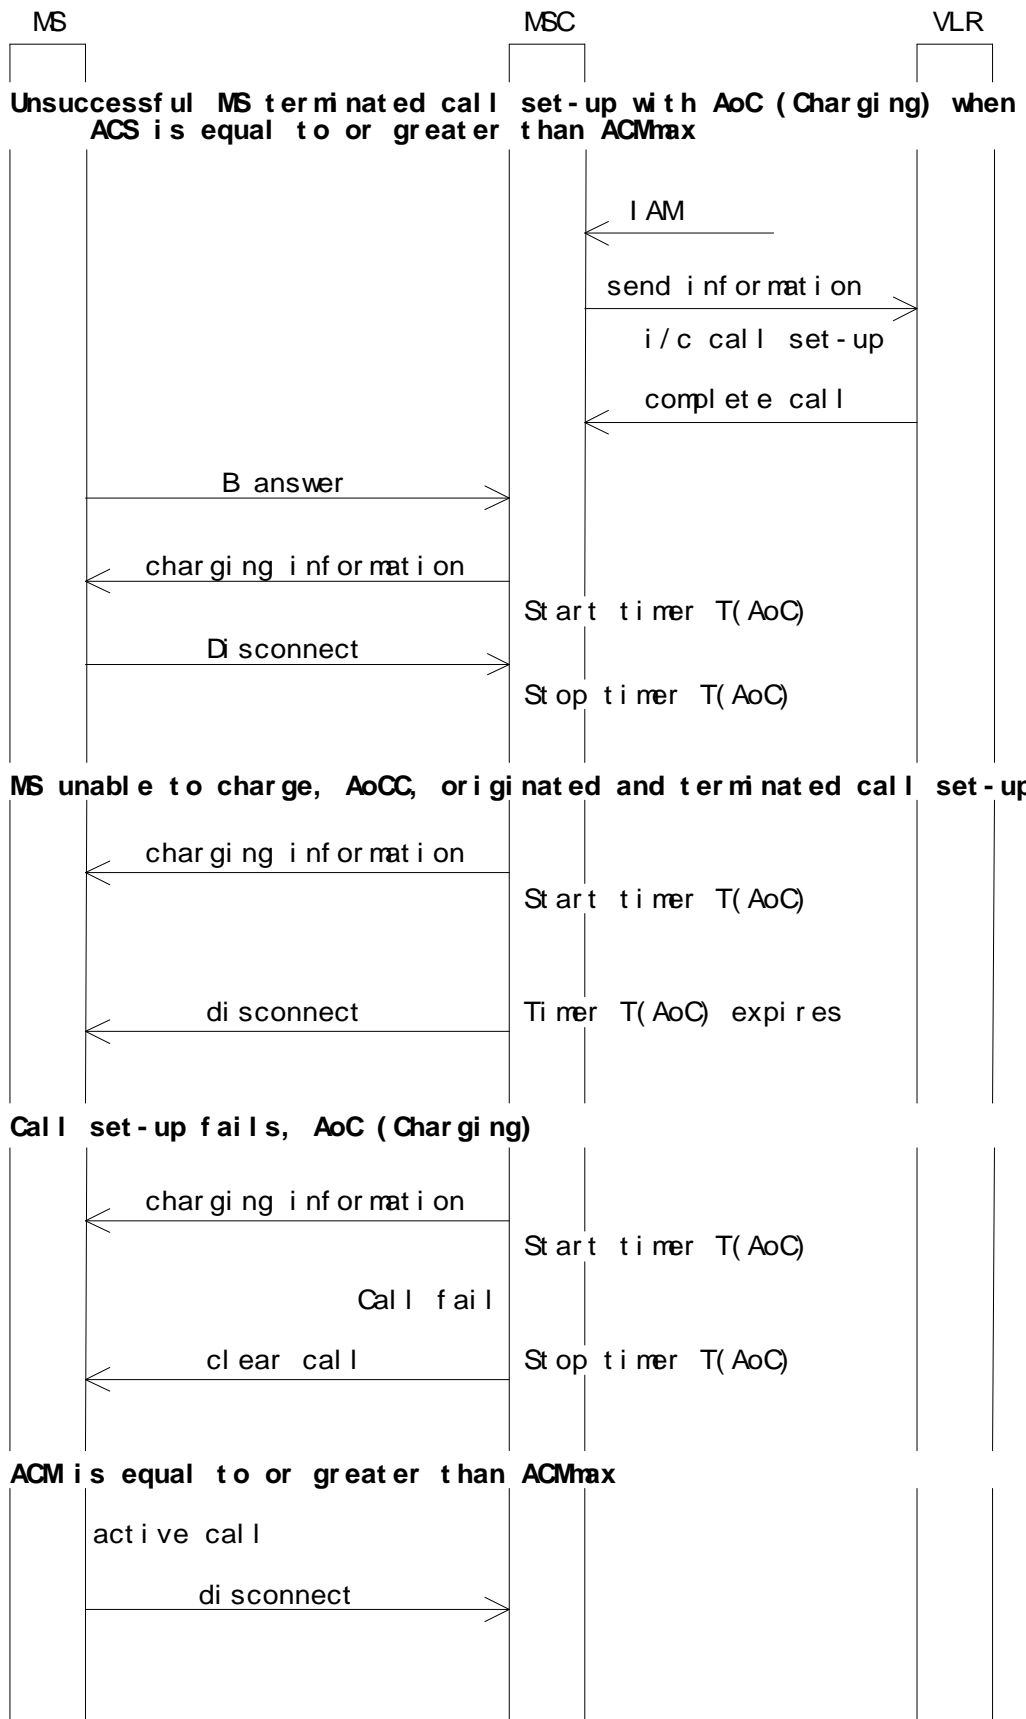 MS MSC VLR
Unsuccessful MS terminated call set-up with AoC (Charging) when
ACS is equal to or greater than ACMmax
IAM
send information
i/c call set-up
complete call
B answer
charging information
Start timer T(AoC)
Disconnect
Stop timer T(AoC)
MS unable to charge, AoCC, originated and terminated call set-up
charging information
Start timer T(AoC)
disconnect Timer T(AoC) expires
Call set-up fails, AoC (Charging)
charging information
Start timer T(AoC)
Call fail
clear call Stop timer T(AoC)
ACM is equal to or greater than ACMmax
active call
disconnect